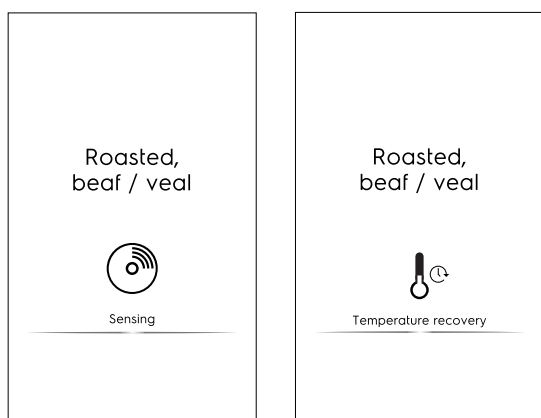 Roasted,
beaf / veal
Sensing
Roasted,
beaf / veal
Temperature recovery